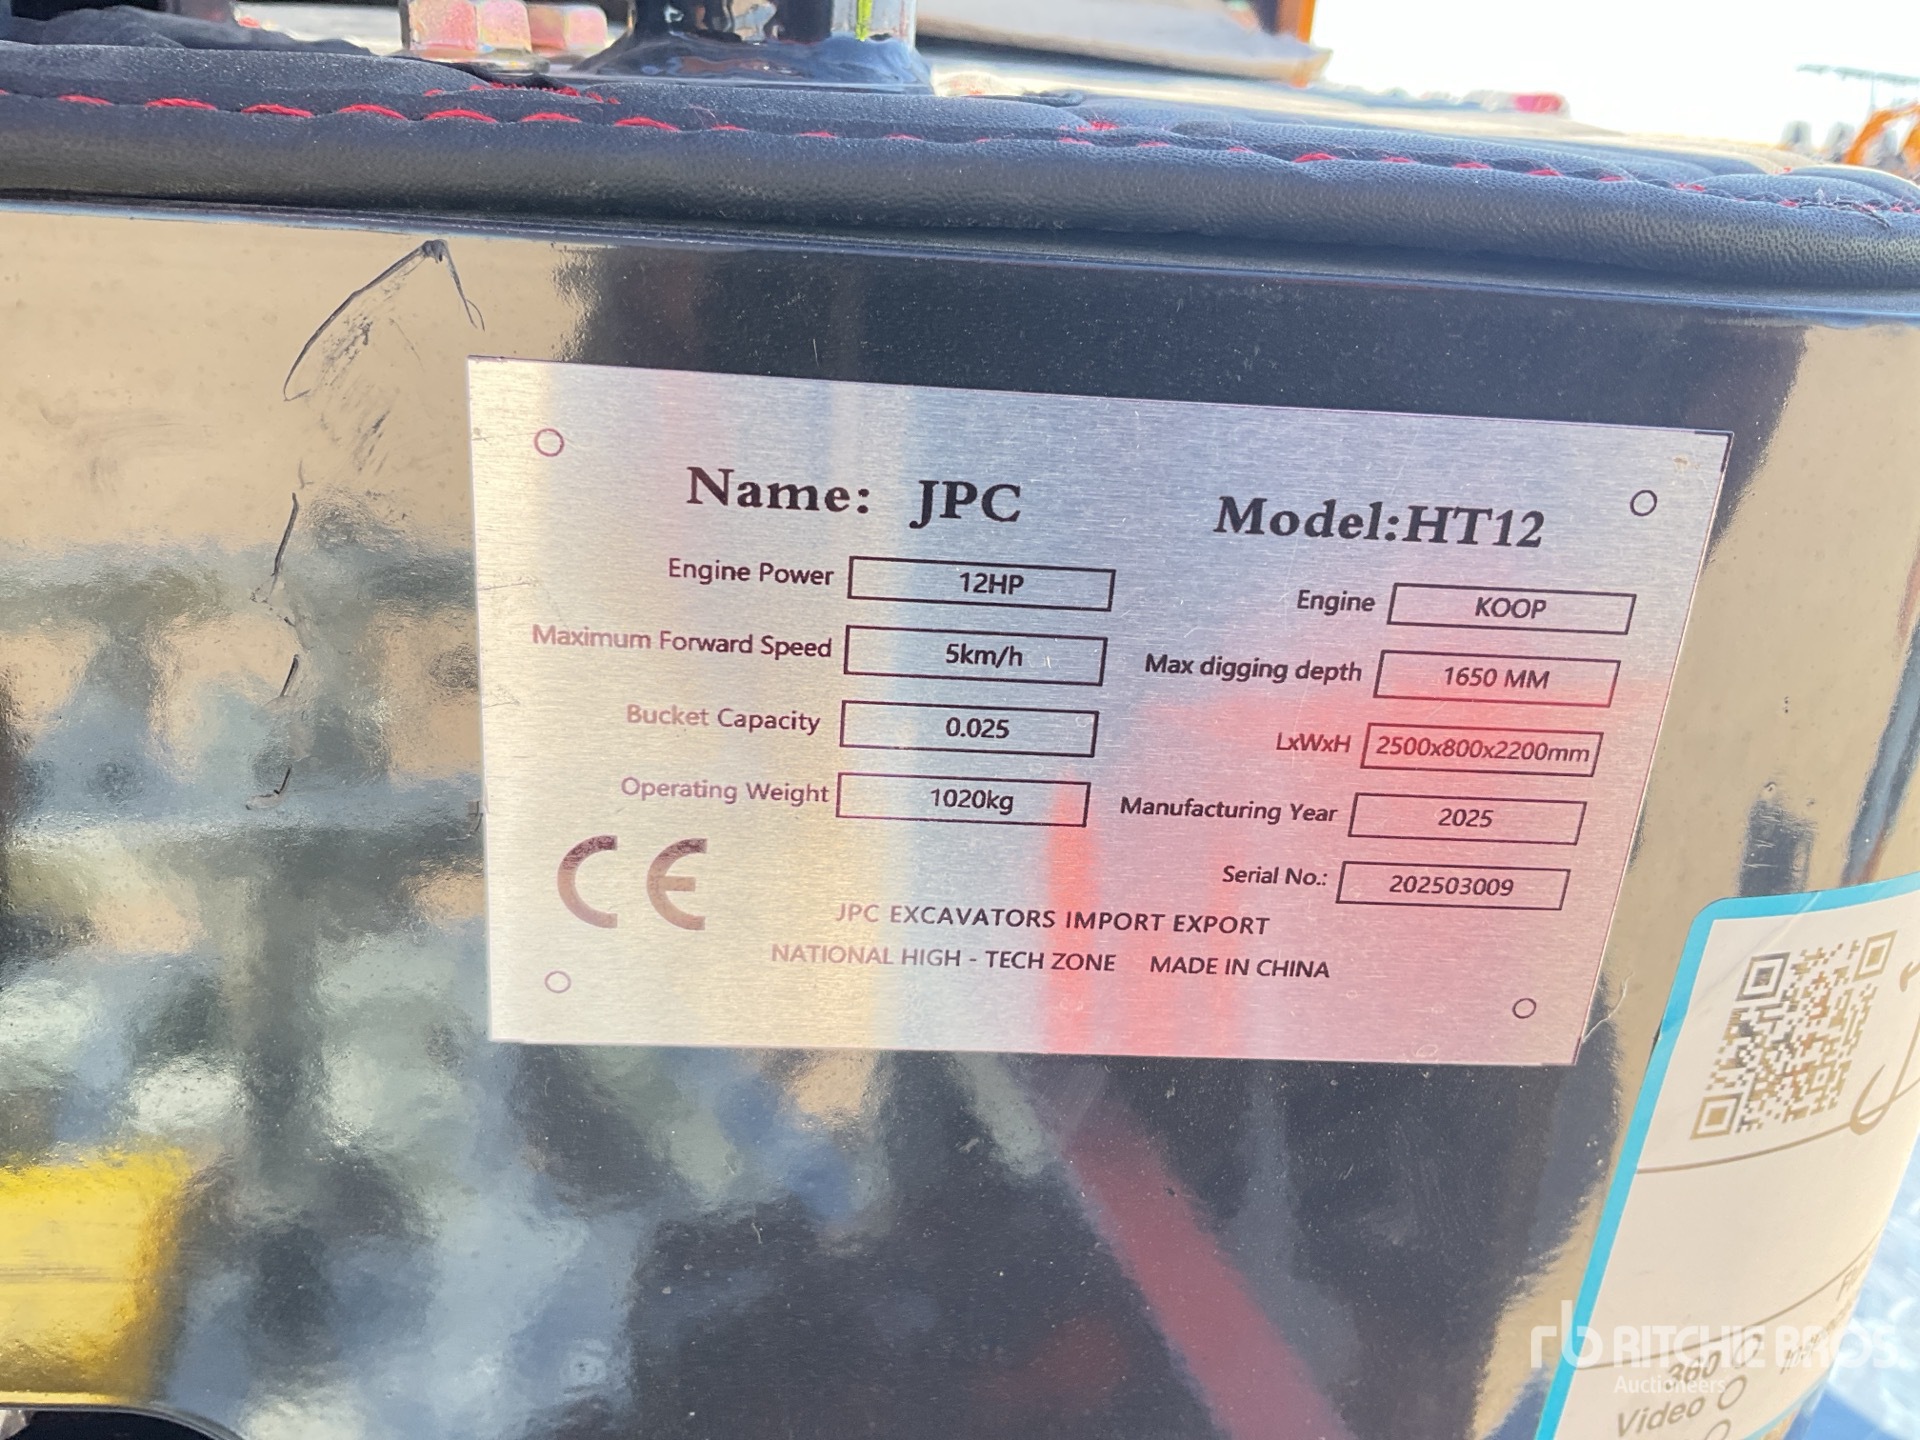 Name: JPC Model:HT12
Engine Power 12HP Engine KOOP
Maximum Forward Speed 5km/h Max digging depth 1650 MM
Bucket Capacity 0.025 LxWxH 2500x800x2200mm
Operating Weight 1020kg Manufacturing Year 2025
Serial No.: 202503009
CE
JPC EXCAVATORS IMPORT EXPORT
NATIONAL HIGH - TECH ZONE MADE IN CHINA
360
Video
rb RITCHIE BROS
Auctioneers